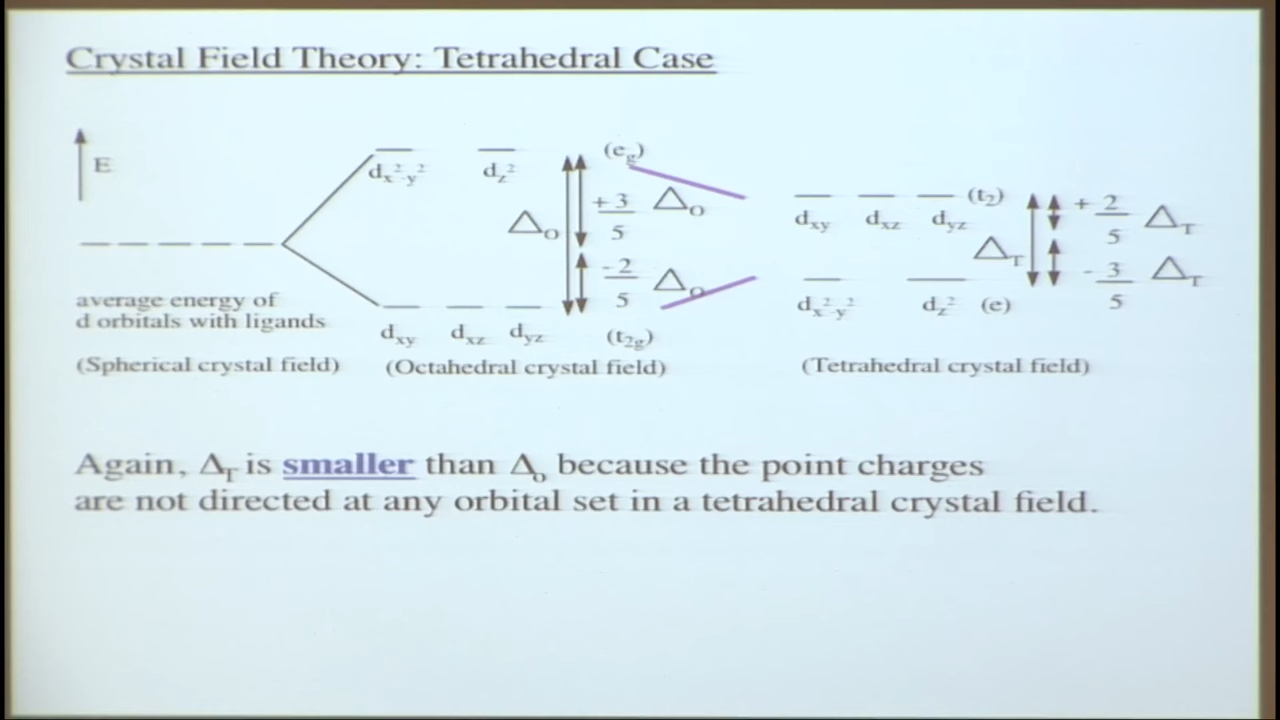 Crystal Field Theory: Tetrahedral Case
E
d_x²-y² d_z² (e_g)
Δ_o +3/5 Δ_o
-2/5 Δ_o
d_xy d_xz d_yz (t_2g)
d_xy d_xz d_yz (t_2) +2/5 Δ_T
Δ_T
d_x²-y² d_z² (e) -3/5 Δ_T
average energy of
d orbitals with ligands
(Spherical crystal field) (Octahedral crystal field) (Tetrahedral crystal field)
Again, Δ_T is smaller than Δ_o because the point charges
are not directed at any orbital set in a tetrahedral crystal field.